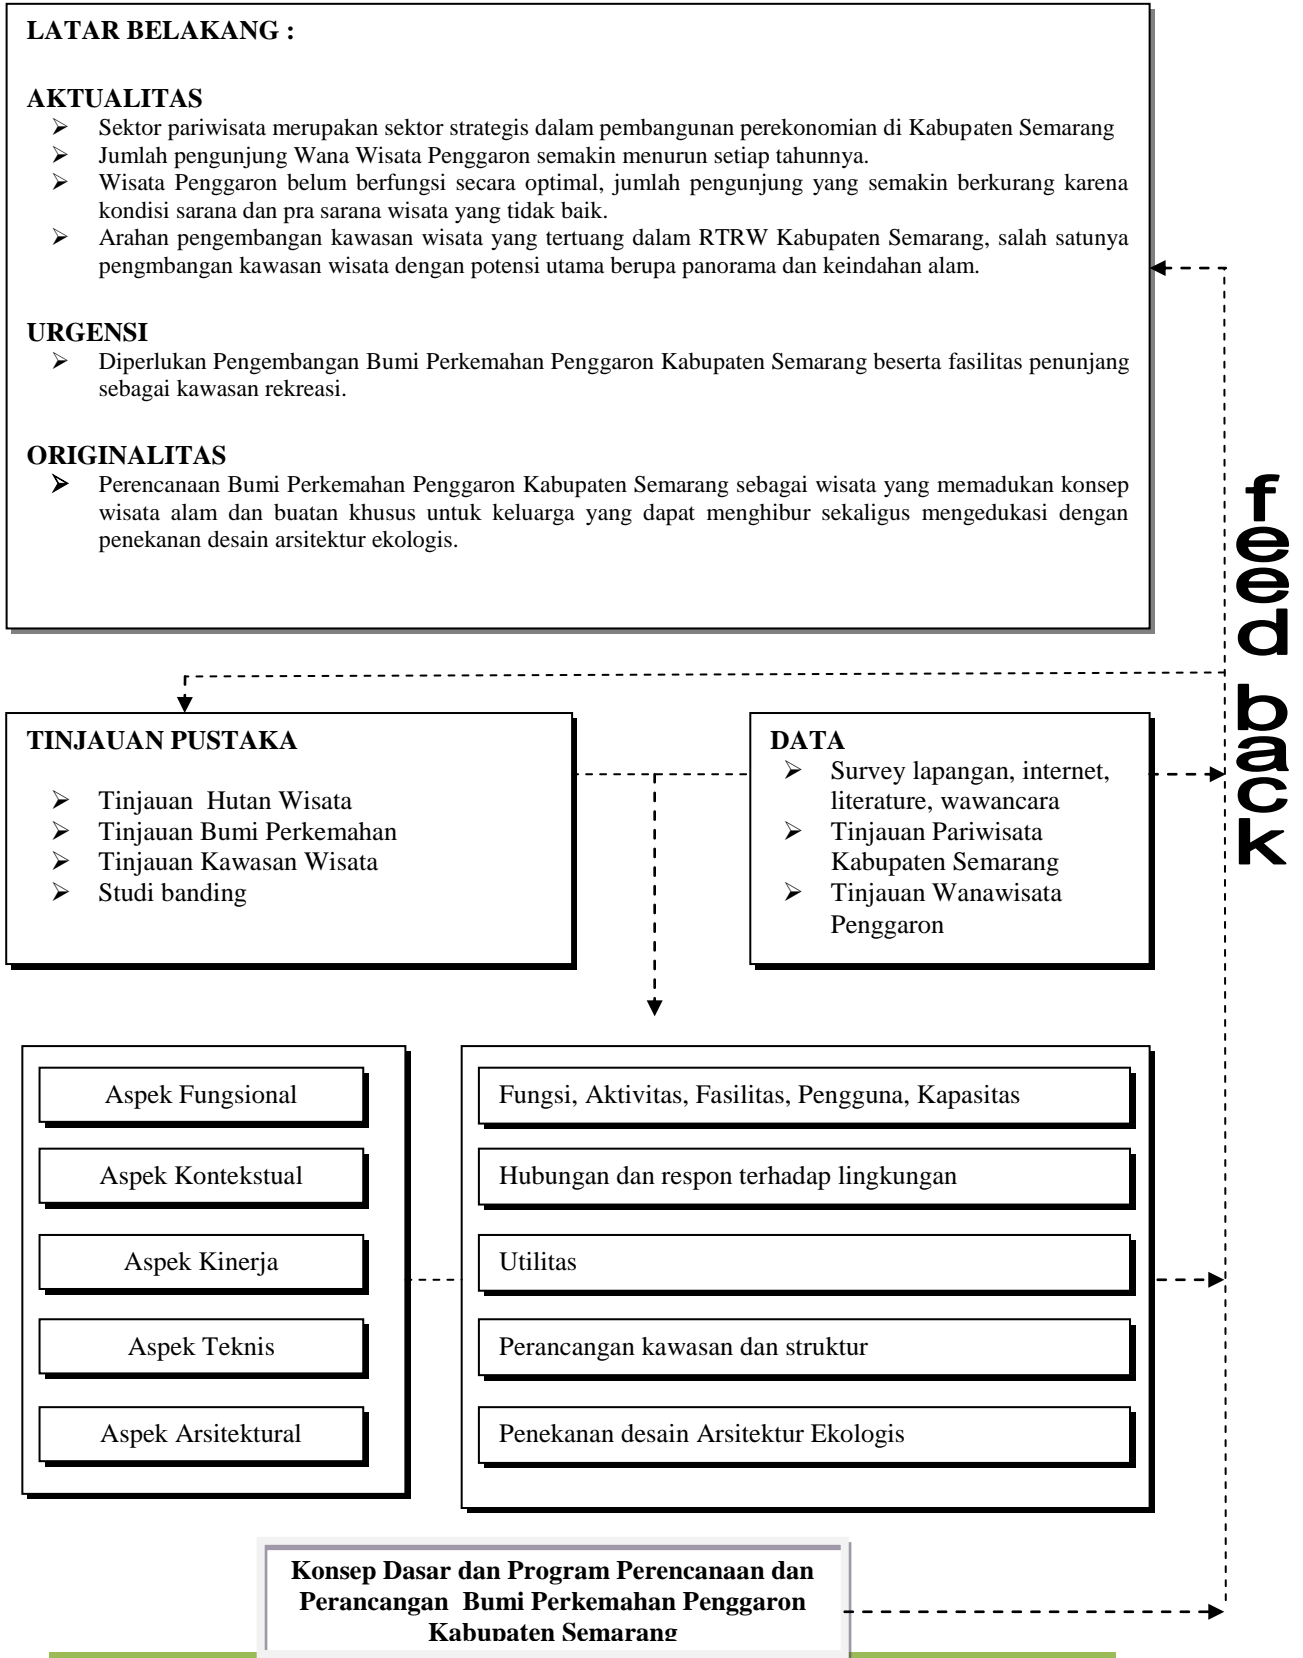 LATAR BELAKANG :
AKTUALITAS
➢ Sektor pariwisata merupakan sektor strategis dalam pembangunan perekonomian di Kabupaten Semarang
➢ Jumlah pengunjung Wana Wisata Penggaron semakin menurun setiap tahunnya.
➢ Wisata Penggaron belum berfungsi secara optimal, jumlah pengunjung yang semakin berkurang karena
kondisi sarana dan pra sarana wisata yang tidak baik.
➢ Arahan pengembangan kawasan wisata yang tertuang dalam RTRW Kabupaten Semarang, salah satunya
pengmbangan kawasan wisata dengan potensi utama berupa panorama dan keindahan alam.
URGENSI
➢ Diperlukan Pengembangan Bumi Perkemahan Penggaron Kabupaten Semarang beserta fasilitas penunjang
sebagai kawasan rekreasi.
ORIGINALITAS
➢ Perencanaan Bumi Perkemahan Penggaron Kabupaten Semarang sebagai wisata yang memadukan konsep
wisata alam dan buatan khusus untuk keluarga yang dapat menghibur sekaligus mengedukasi dengan
penekanan desain arsitektur ekologis.
feed back
TINJAUAN PUSTAKA
➢ Tinjauan Hutan Wisata
➢ Tinjauan Bumi Perkemahan
➢ Tinjauan Kawasan Wisata
➢ Studi banding
DATA
➢ Survey lapangan, internet,
literature, wawancara
➢ Tinjauan Pariwisata
Kabupaten Semarang
➢ Tinjauan Wanawisata
Penggaron
Aspek Fungsional
Fungsi, Aktivitas, Fasilitas, Pengguna, Kapasitas
Aspek Kontekstual
Hubungan dan respon terhadap lingkungan
Aspek Kinerja
Utilitas
Aspek Teknis
Perancangan kawasan dan struktur
Aspek Arsitektural
Penekanan desain Arsitektur Ekologis
Konsep Dasar dan Program Perencanaan dan
Perancangan Bumi Perkemahan Penggaron
Kabupaten Semarang